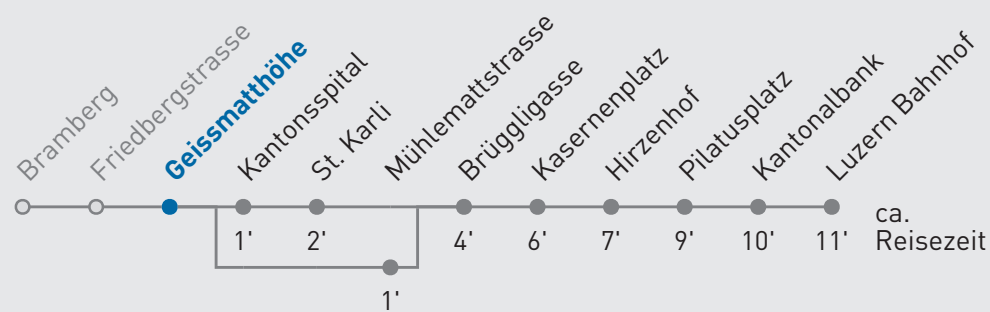 Bramberg
Friedbergstrasse
Geissmatthöhe
Kantonsspital
St. Karli
Mühlemattstrasse
Brüggligasse
Kasernenplatz
Hirzenhof
Pilatusplatz
Kantonalbank
Luzern Bahnhof
1' 2' 4' 6' 7' 9' 10' 11'
ca.
Reisezeit
1'